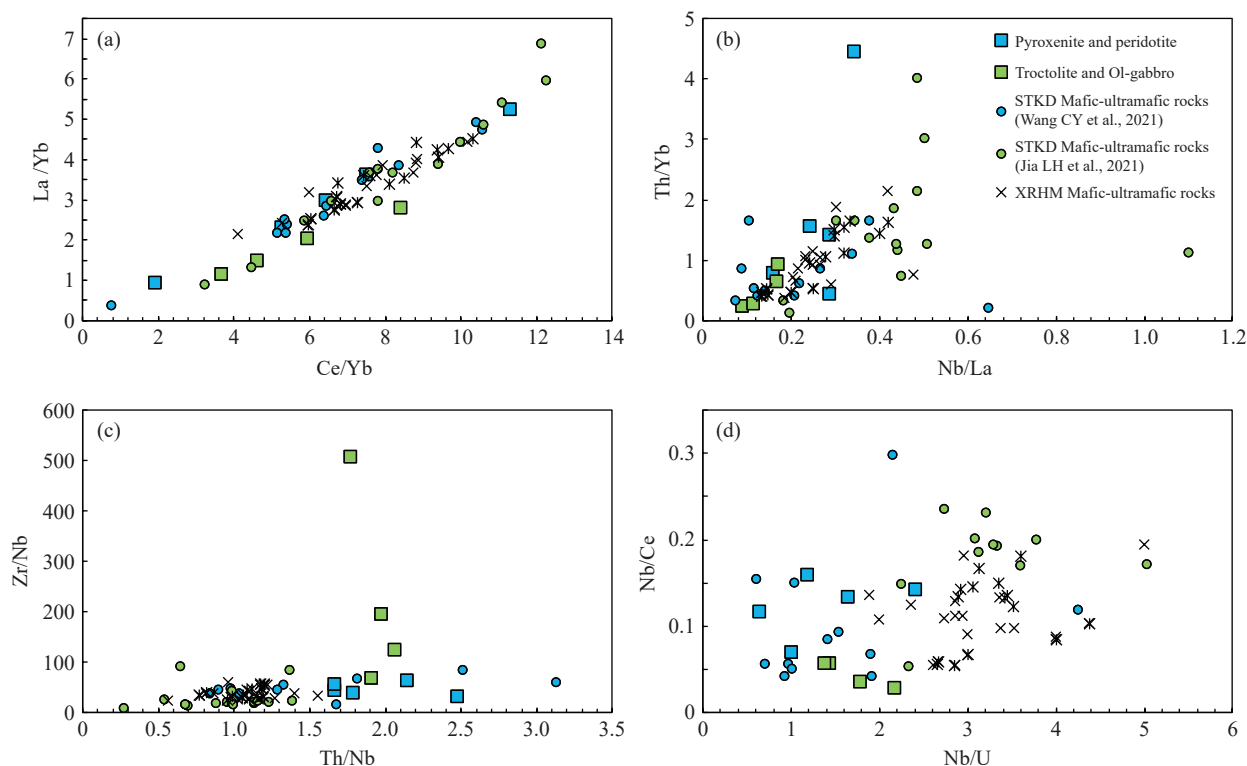 (a)
7
6
5
4
3
2
1
0
La /Yb
0 2 4 6 8 10 12 14
Ce/Yb
(b)
5
4
3
2
1
0
Th/Yb
0 0.2 0.4 0.6 0.8 1.0 1.2
Nb/La
Pyroxenite and peridotite
Troctolite and Ol-gabbro
STKD Mafic-ultramafic rocks
(Wang CY et al., 2021)
STKD Mafic-ultramafic rocks
(Jia LH et al., 2021)
XRHM Mafic-ultramafic rocks
(c)
600
500
400
300
200
100
0
Zr/Nb
0 0.5 1.0 1.5 2.0 2.5 3.0 3.5
Th/Nb
(d)
0.3
0.2
0.1
0
Nb/Ce
0 1 2 3 4 5 6
Nb/U